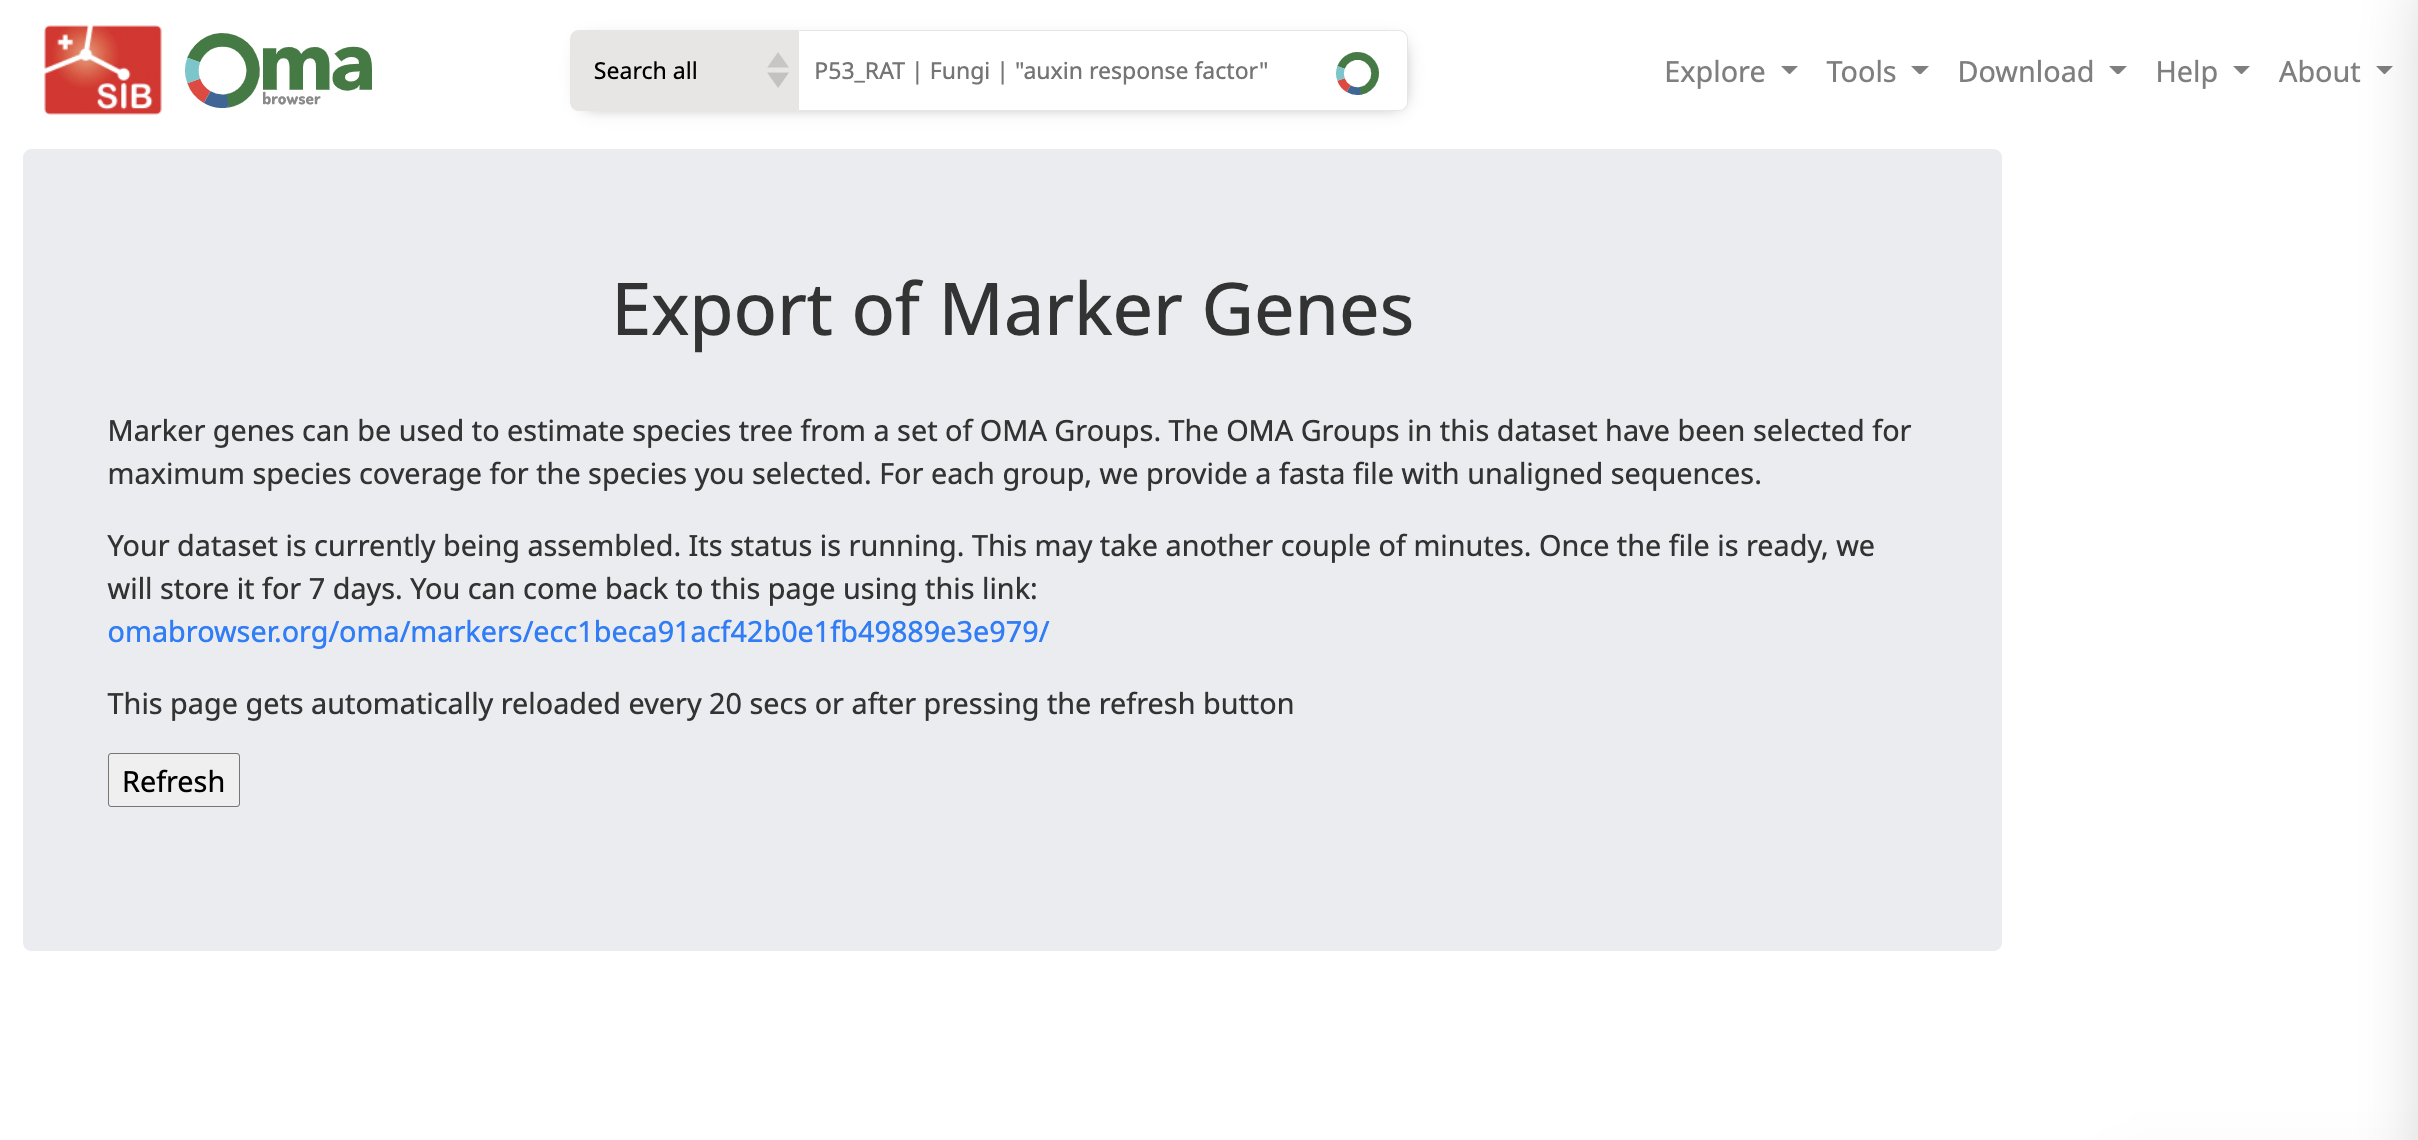 SIB
Oma browser
Search all
P53_RAT | Fungi | "auxin response factor"
Explore
Tools
Download
Help
About
Export of Marker Genes
Marker genes can be used to estimate species tree from a set of OMA Groups. The OMA Groups in this dataset have been selected for
maximum species coverage for the species you selected. For each group, we provide a fasta file with unaligned sequences.
Your dataset is currently being assembled. Its status is running. This may take another couple of minutes. Once the file is ready, we
will store it for 7 days. You can come back to this page using this link:
omabrowser.org/oma/markers/ecc1beca91acf42b0e1fb49889e3e979/
This page gets automatically reloaded every 20 secs or after pressing the refresh button
Refresh